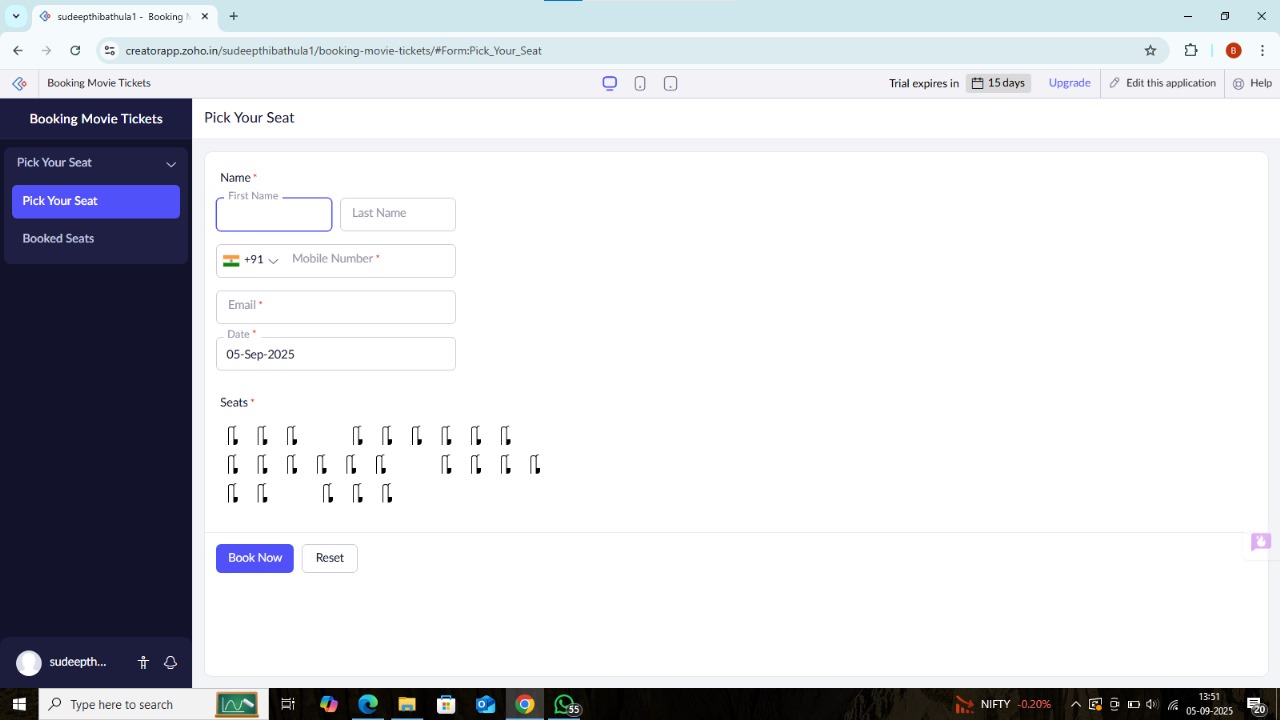 sudeepthibathula1 - Booking M
creatorapp.zoho.in/sudeepthibathula1/booking-movie-tickets/#Form:Pick_Your_Seat
B
Booking Movie Tickets
Trial expires in 15 days Upgrade Edit this application Help
Booking Movie Tickets
Pick Your Seat
Pick Your Seat
Pick Your Seat
Booked Seats
Name *
First Name
Last Name
+91 Mobile Number *
Email *
Date *
05-Sep-2025
Seats *
Book Now Reset
sudeepth...
Type here to search
55
NIFTY -0.20%
13:51
05-09-2025
20